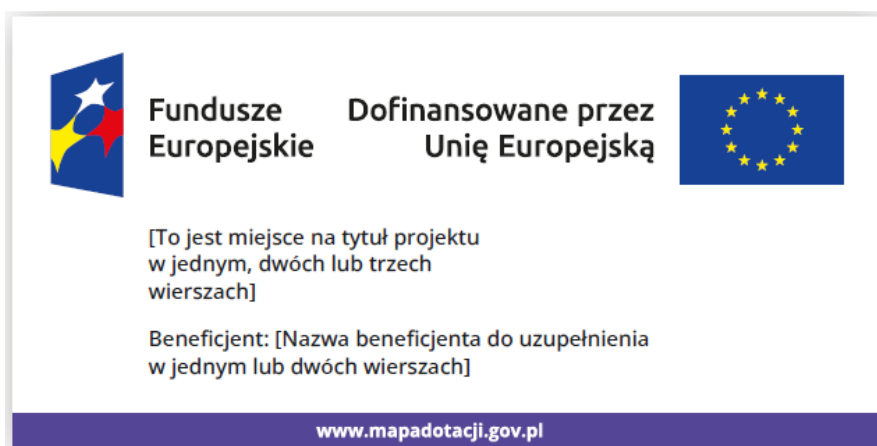 Fundusze
Europejskie
Dofinansowane przez
Unię Europejską
[To jest miejsce na tytuł projektu
w jednym, dwóch lub trzech
wierszach]
Beneficjent: [Nazwa beneficjenta do uzupełnienia
w jednym lub dwóch wierszach]
www.mapadotacji.gov.pl